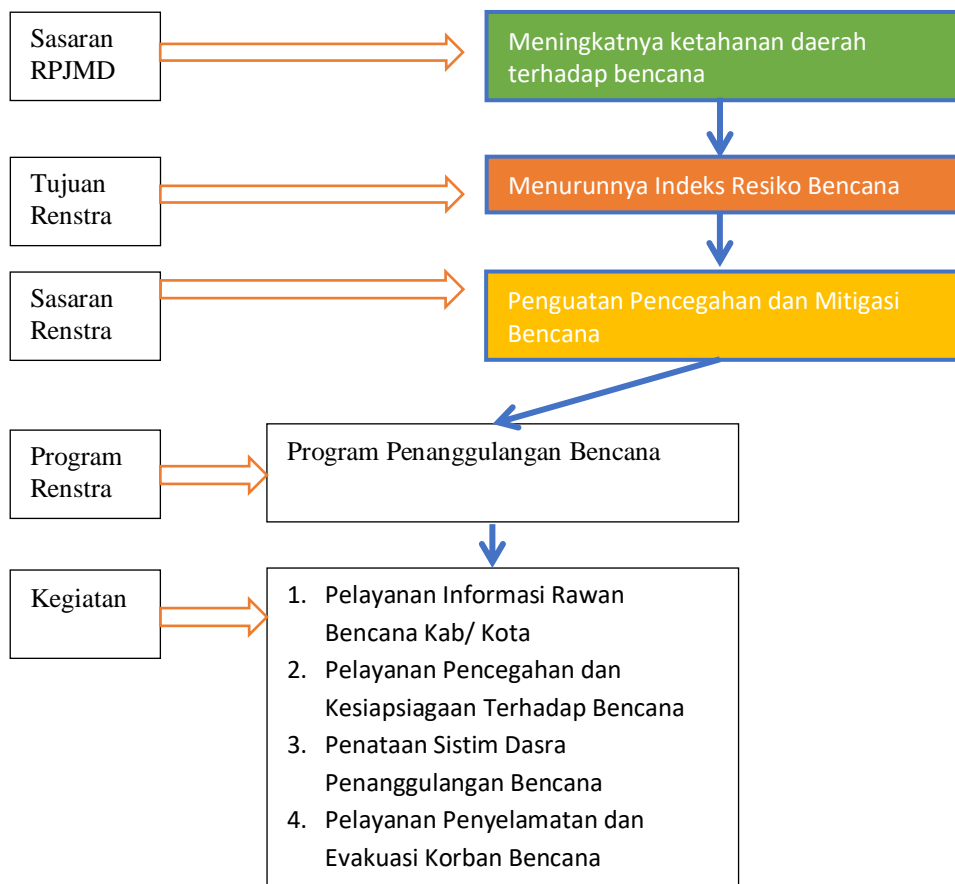 Sasaran
RPJMD
Meningkatnya ketahanan daerah
terhadap bencana
Tujuan
Renstra
Menurunnya Indeks Resiko Bencana
Sasaran
Renstra
Penguatan Pencegahan dan Mitigasi
Bencana
Program
Renstra
Program Penanggulangan Bencana
Kegiatan
1. Pelayanan Informasi Rawan
Bencana Kab/ Kota
2. Pelayanan Pencegahan dan
Kesiapsiagaan Terhadap Bencana
3. Penataan Sistim Dasra
Penanggulangan Bencana
4. Pelayanan Penyelamatan dan
Evakuasi Korban Bencana